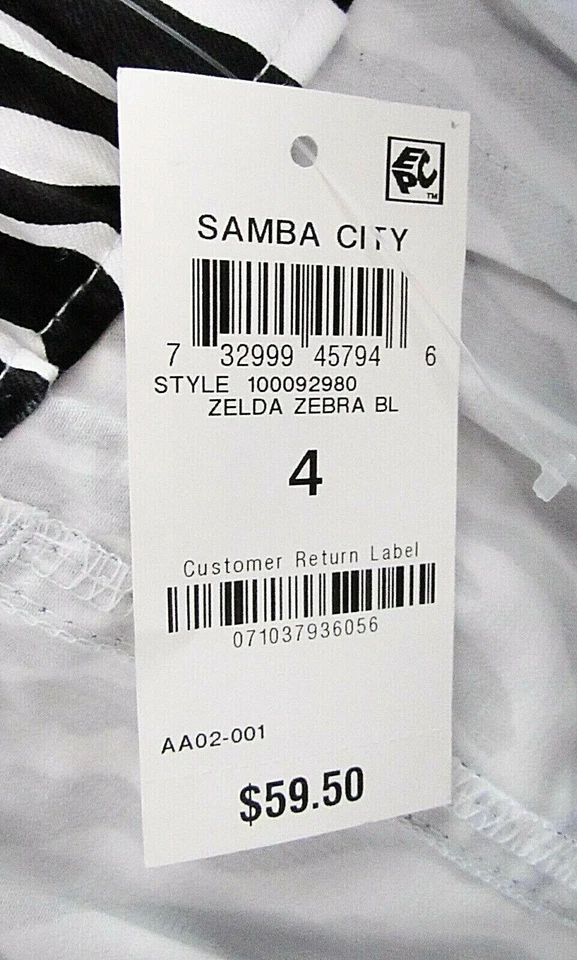 EPC
TM
SAMBA CITY
7 32999 45794 6
STYLE 100092980
ZELDA ZEBRA BL
4
Customer Return Label
071037936056
AA02-001
$59.50